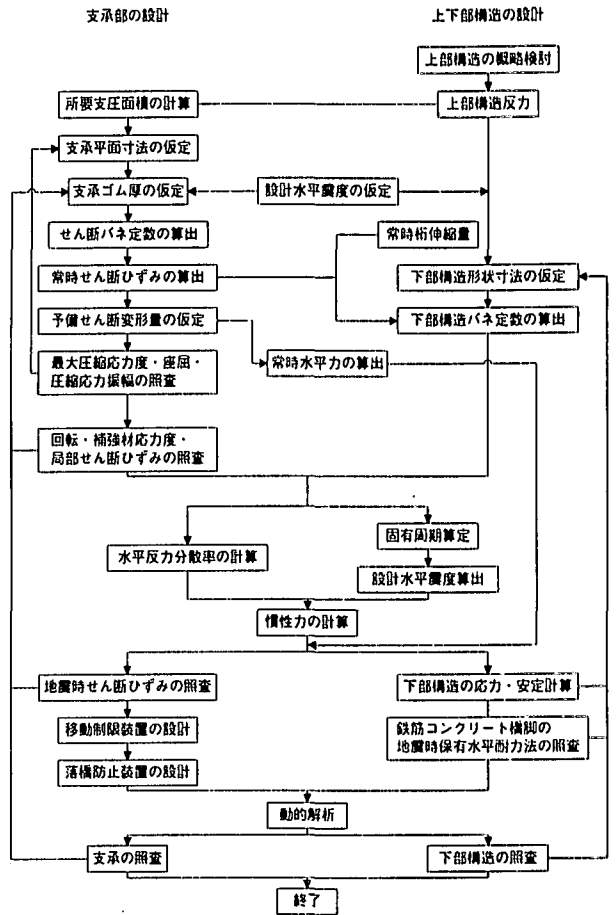 支承部の設計
上下部構造の設計
上部構造の概略検討
所要支圧面積の計算
上部構造反力
支承平面寸法の仮定
支承ゴム厚の仮定
設計水平震度の仮定
せん断バネ定数の算出
常時桁伸縮量
常時せん断ひずみの算出
下部構造形状寸法の仮定
予備せん断変形量の仮定
下部構造バネ定数の算出
最大圧縮応力度・座屈・
圧縮応力振幅の照査
常時水平力の算出
回転・補強材応力度・
局部せん断ひずみの照査
固有周期算定
水平反力分散率の計算
設計水平震度算出
慣性力の計算
地震時せん断ひずみの照査
下部構造の応力・安定計算
移動制限装置の設計
鉄筋コンクリート橋脚の
地震時保有水平耐力法の照査
落橋防止装置の設計
動的解析
支承の照査
下部構造の照査
終了